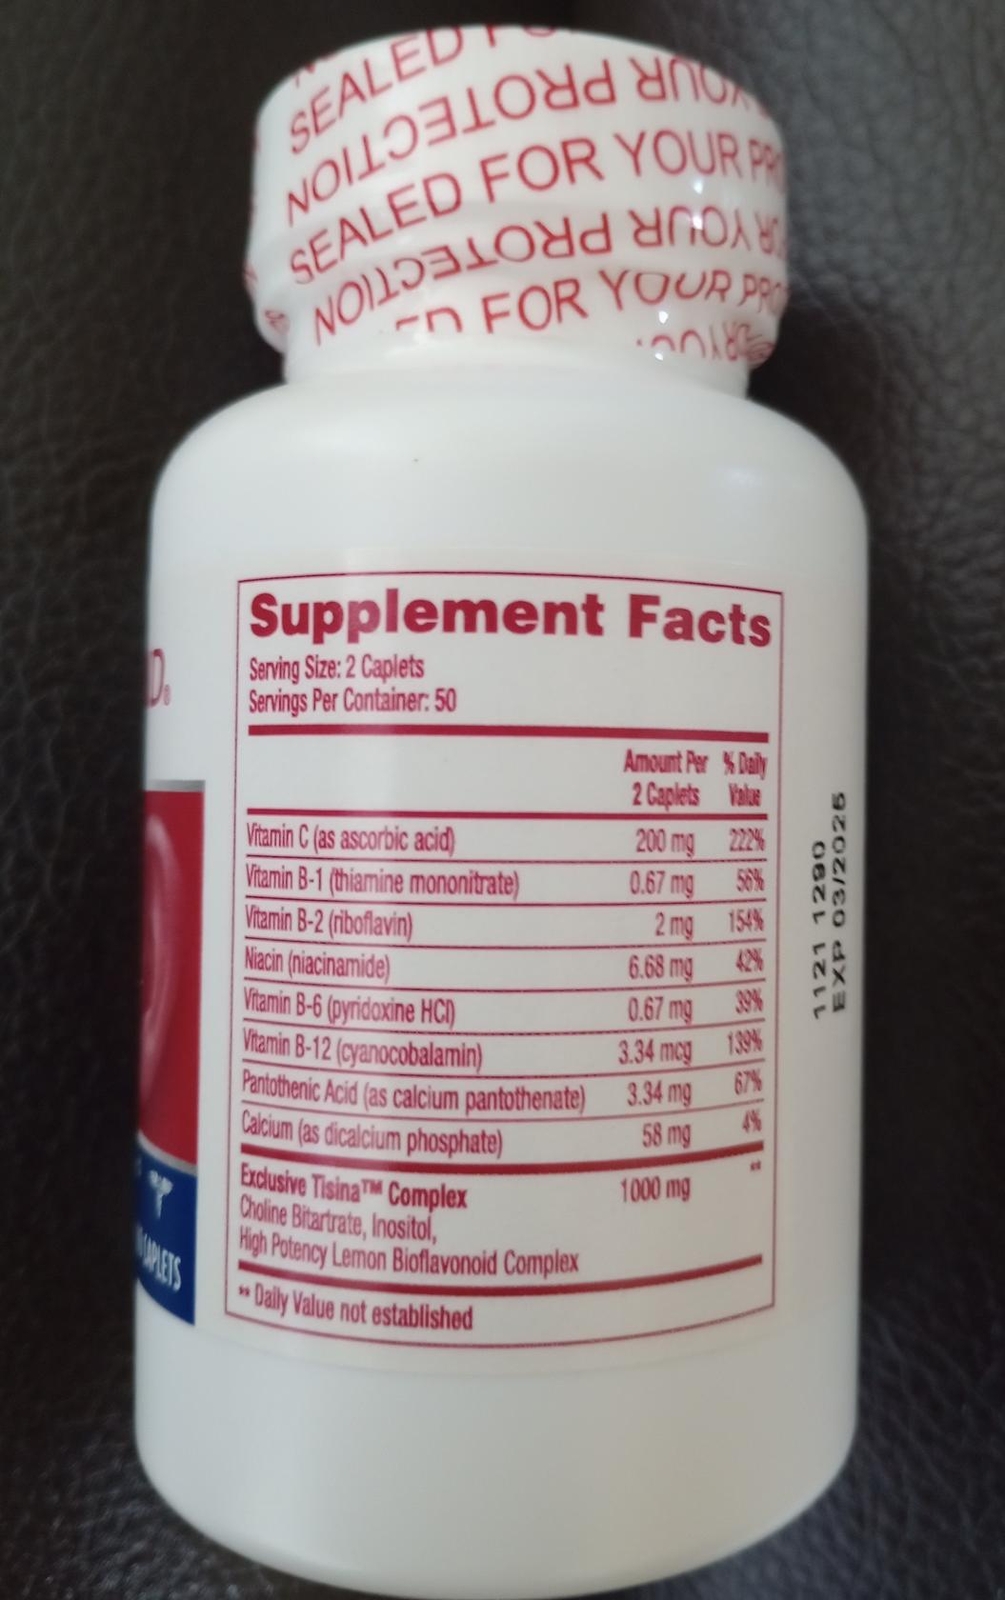 SEALED
YOUR PROTECTION
SEALED FOR YOUR
YOUR PROTECTION
FOR YOUR
Supplement Facts
Serving Size: 2 Caplets
Servings Per Container: 50
Amount Per % Daily
2 Caplets Value
Vitamin C (as ascorbic acid) 200 mg 222%
Vitamin B-1 (thiamine mononitrate) 0.67 mg 56%
Vitamin B-2 (riboflavin) 2 mg 154%
Niacin (niacinamide) 6.68 mg 42%
Vitamin B-6 (pyridoxine HCl) 0.67 mg 39%
Vitamin B-12 (cyanocobalamin) 3.34 mcg 139%
Pantothenic Acid (as calcium pantothenate) 3.34 mg 67%
Calcium (as dicalcium phosphate) 58 mg 4%
Exclusive Tisina™ Complex 1000 mg **
Choline Bitartrate, Inositol,
High Potency Lemon Bioflavonoid Complex
** Daily Value not established
CAPLETS
1121 1290
EXP 03/2025